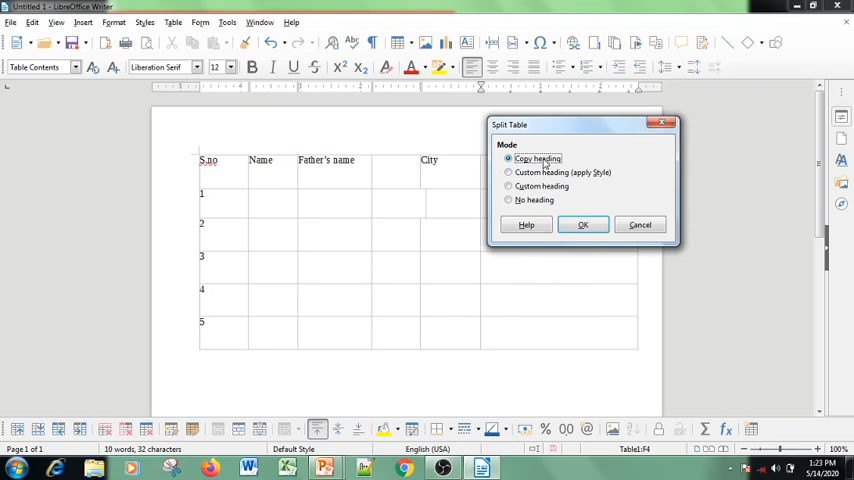 Untitled 1 - LibreOffice Writer
File Edit View Insert Format Styles Table Form Tools Window Help
Table Contents Liberation Serif 12
Split Table
Mode
Copy heading
Custom heading (apply Style)
Custom heading
No heading
Help OK Cancel
S.no Name Father's name City
1
2
3
4
5
Page 1 of 1 10 words, 32 characters Default Style English (USA) Table1:F4 100%
1:23 PM
5/14/2020